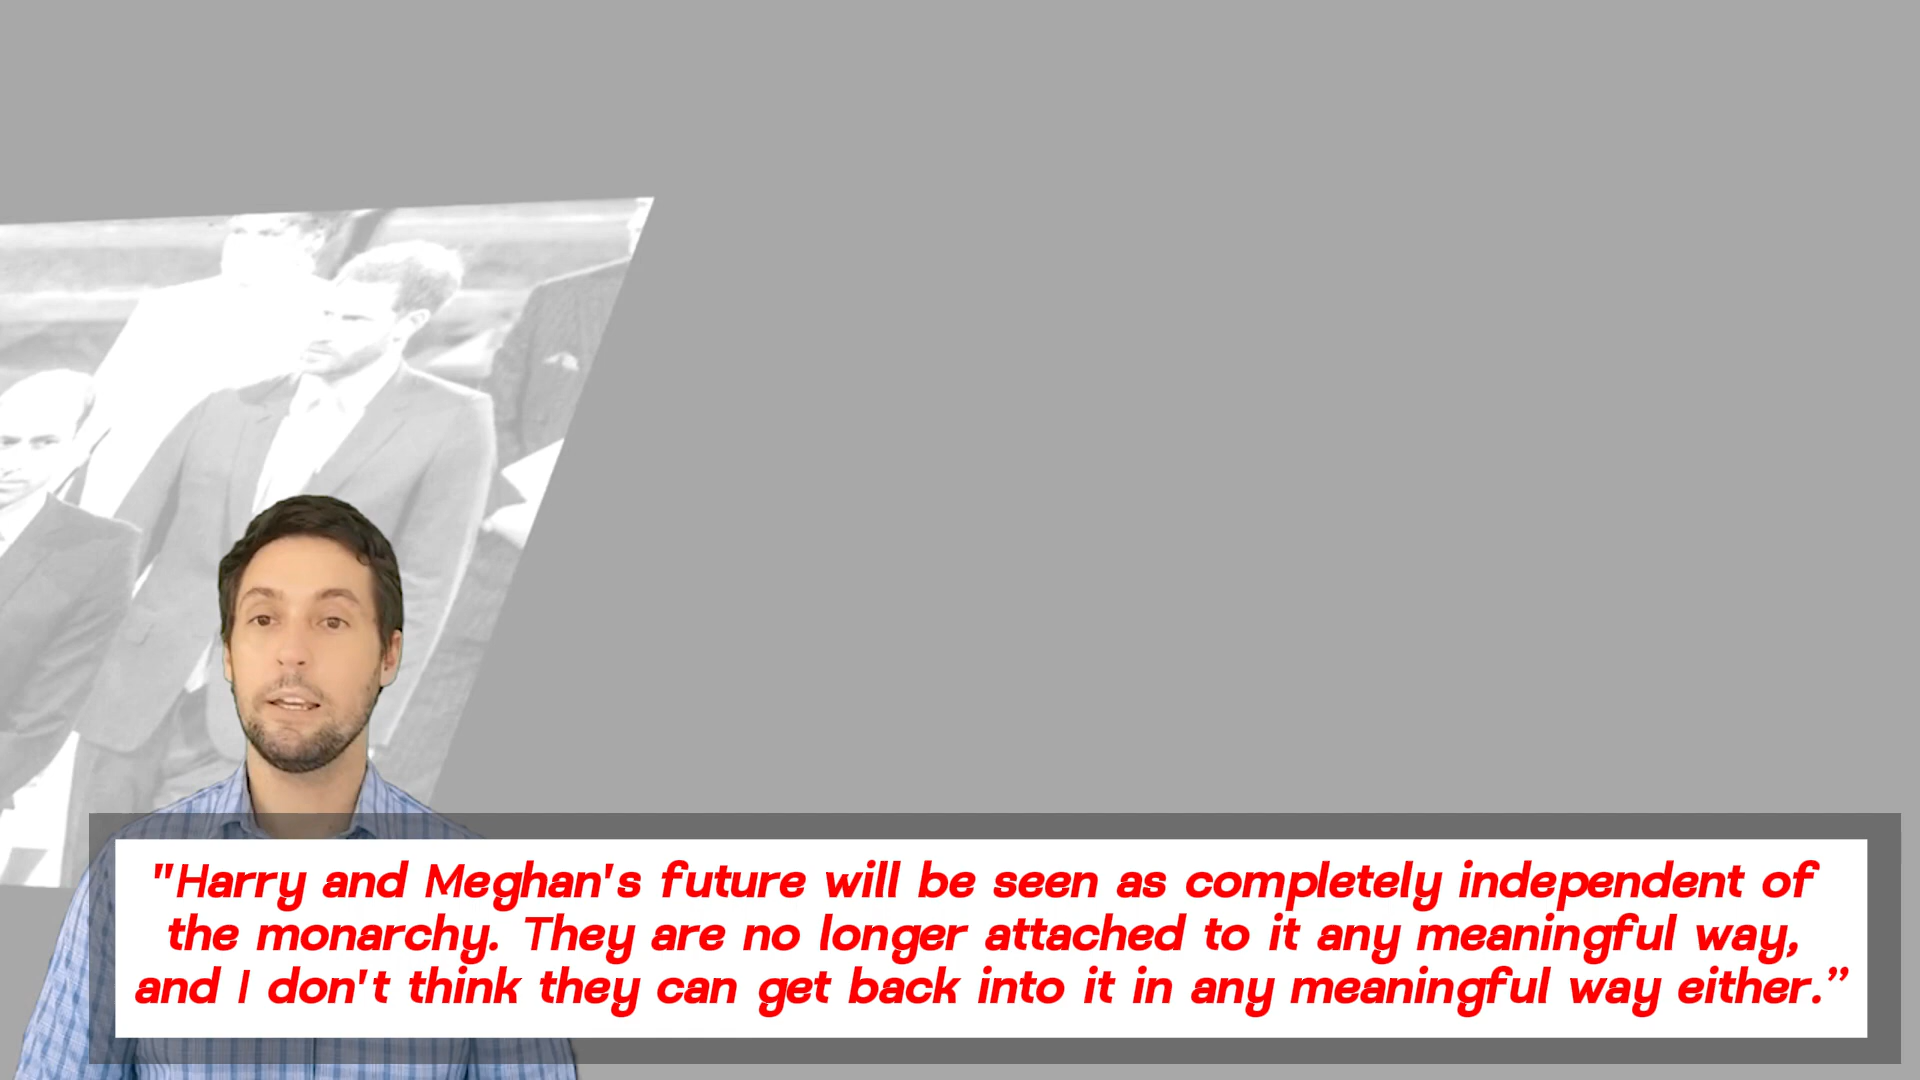 "Harry and Meghan's future will be seen as completely independent of
the monarchy. They are no longer attached to it any meaningful way,
and I don't think they can get back into it in any meaningful way either.”